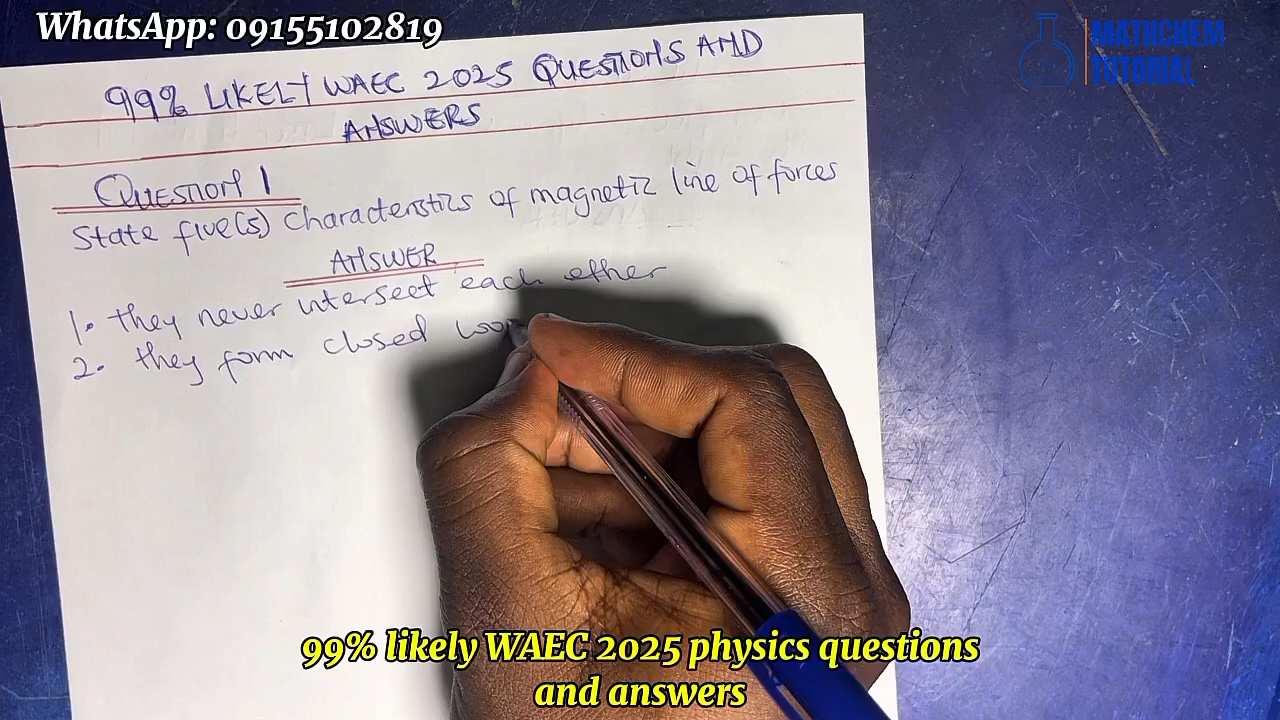 WhatsApp: 09155102819
MATHCHEM
TUTORIAL
99% LIKELY WAEC 2025 QUESTIONS AND
ANSWERS
QUESTION 1
State five(5) characteristics of magnetic line of forces
ANSWER
1. they never intersect each other
2. they form closed loo
99% likely WAEC 2025 physics questions
and answers